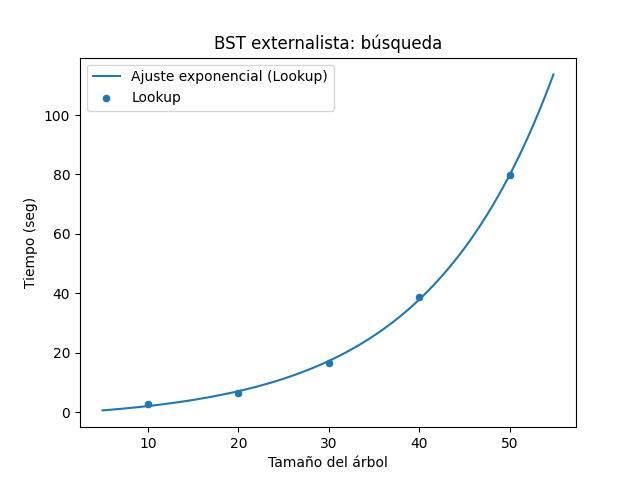 BST externalista: búsqueda
Ajuste exponencial (Lookup)
Lookup
Tiempo (seg)
100
80
60
40
20
0
10 20 30 40 50
Tamaño del árbol